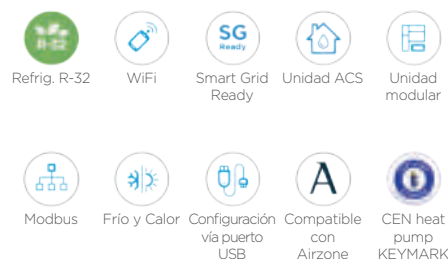 R-32
SG
Ready
Refrig. R-32
WiFi
Smart Grid
Ready
Unidad ACS
Unidad
modular
A
Modbus
Frío y Calor
Configuración
vía puerto
USB
Compatible
con
Airzone
CEN heat
pump
KEYMARK